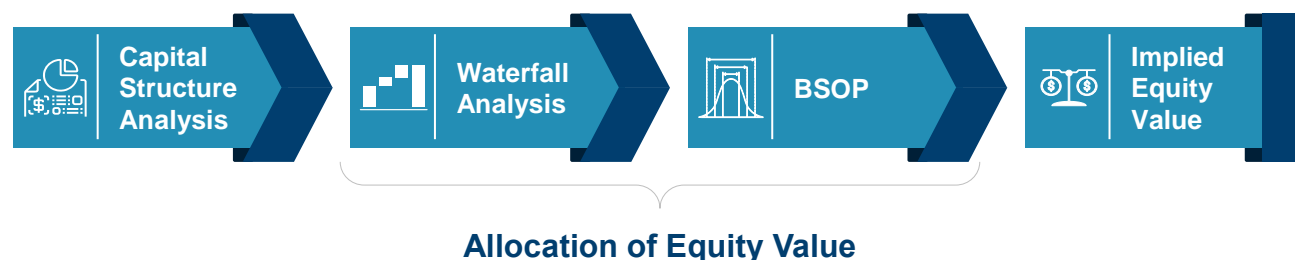 Capital
Structure
Analysis
Waterfall
Analysis
BSOP
Implied
Equity
Value
Allocation of Equity Value